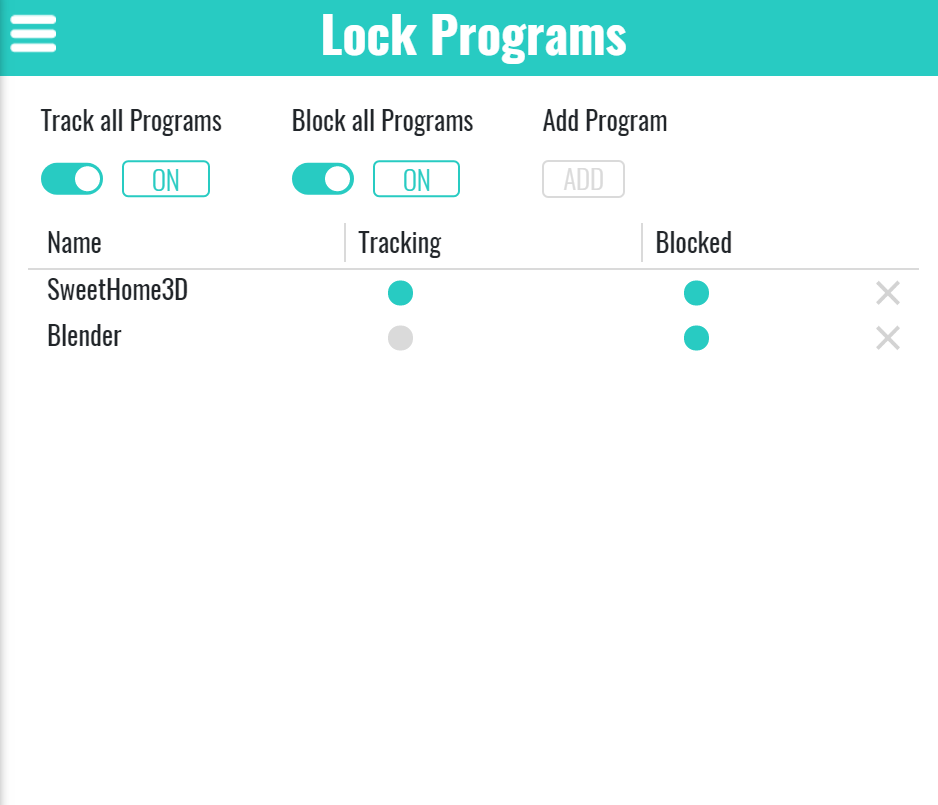 Lock Programs
Track all Programs Block all Programs Add Program
ON ON ADD
Name Tracking Blocked
SweetHome3D
Blender